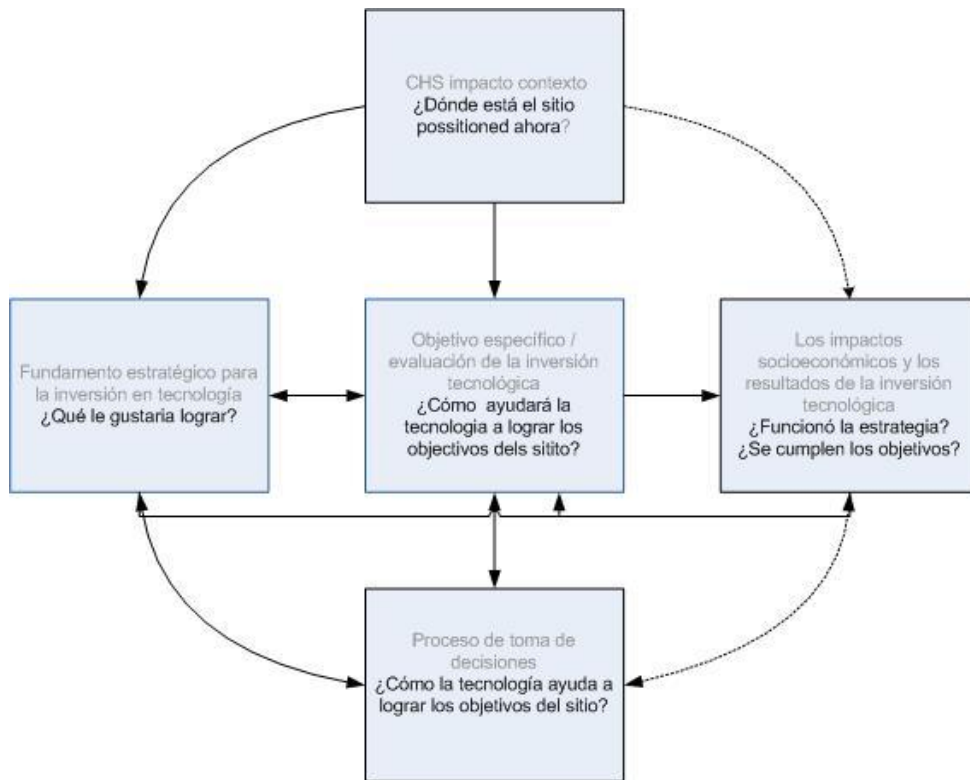 CHS impacto contexto
¿Dónde está el sitio
possitioned ahora?
Fundamento estratégico para
la inversión en tecnología
¿Qué le gustaria lograr?
Objetivo específico /
evaluación de la inversión
tecnológica
¿Cómo ayudará la
tecnologia a lograr los
objectivos dels sitito?
Los impactos
socioeconómicos y los
resultados de la inversión
tecnológica
¿Funcionó la estrategia?
¿Se cumplen los objetivos?
Proceso de toma de
decisiones
¿Cómo la tecnología ayuda a
lograr los objetivos del sitio?